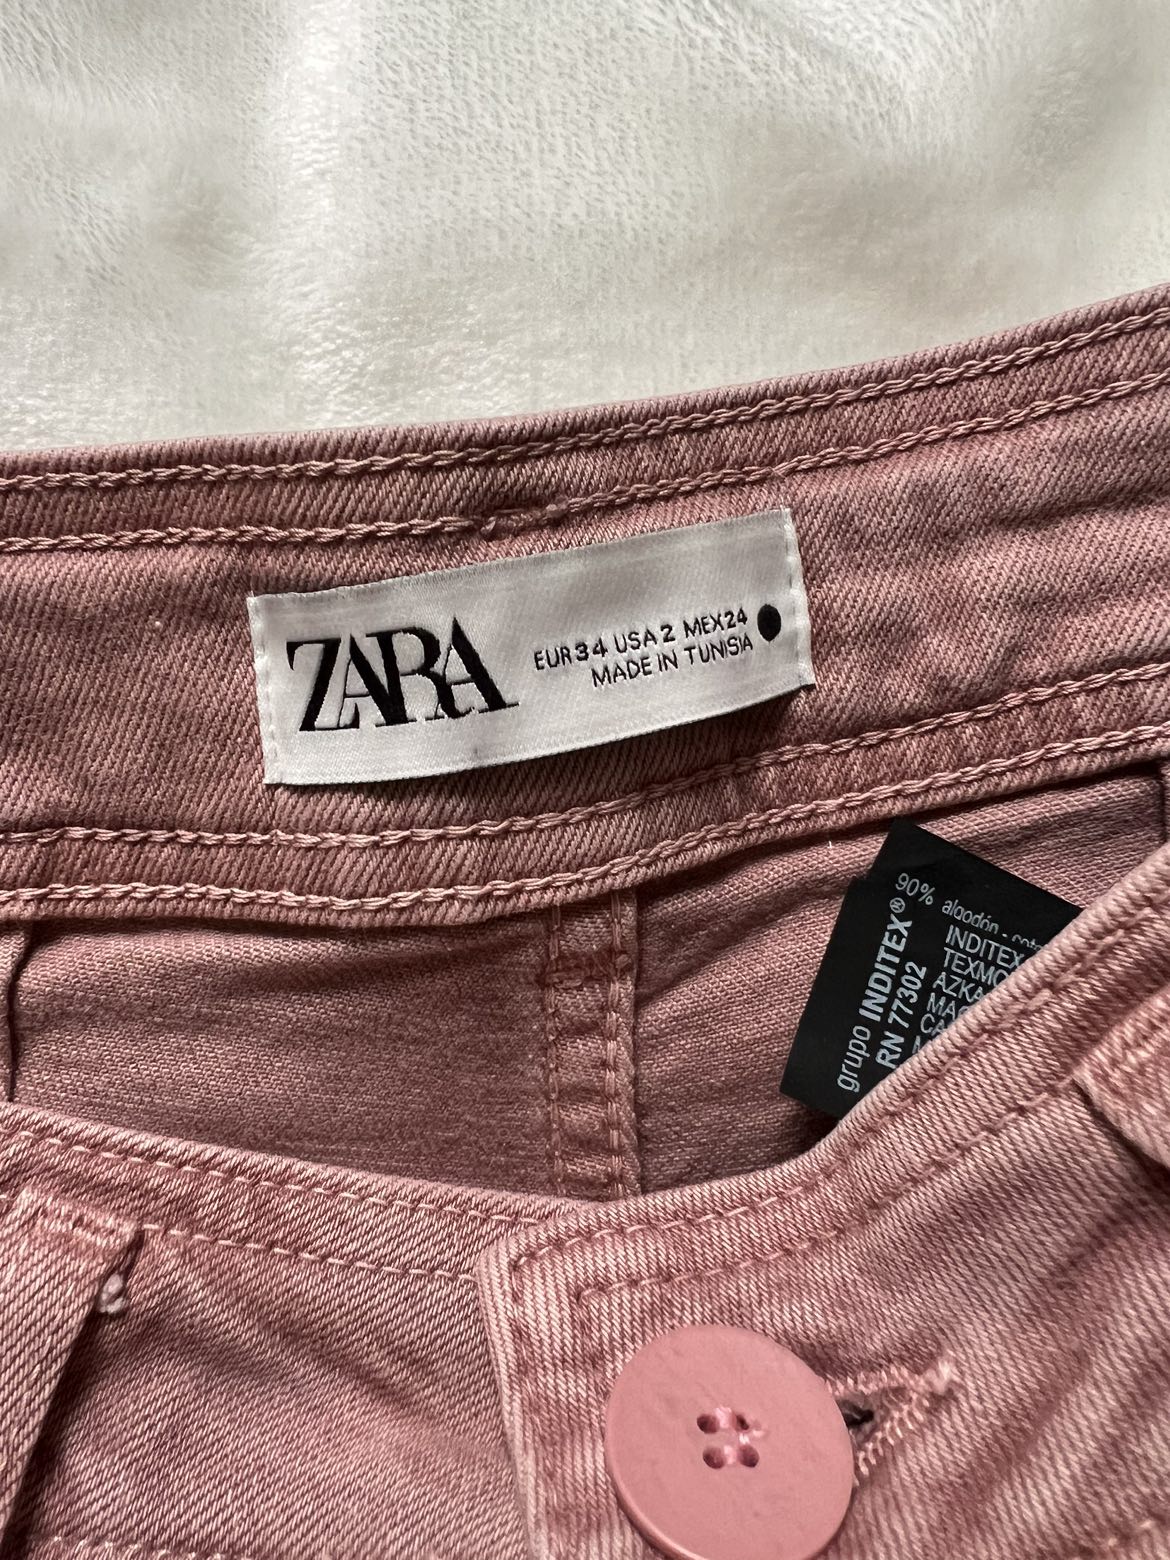 ZARA
EUR 34 USA 2 MEX 24
MADE IN TUNISIA
90% algodón -
grupo INDITEX®
RN 77302
INDITEX